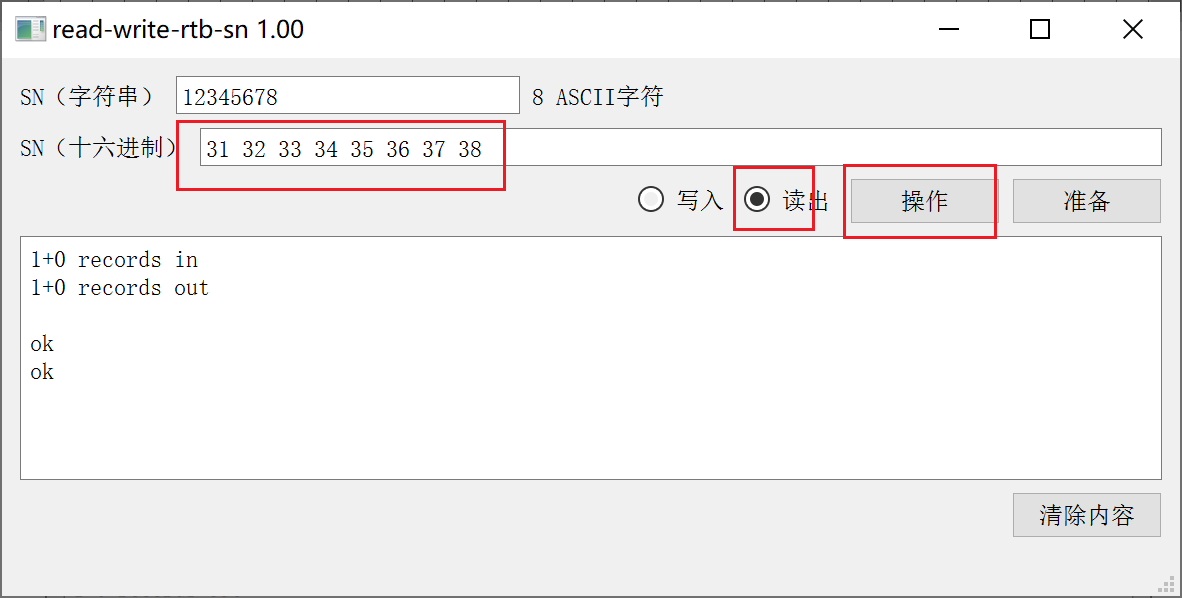 read-write-rtb-sn 1.00
SN（字符串） 12345678 8 ASCII字符
SN（十六进制） 31 32 33 34 35 36 37 38
写入 读出 操作 准备
1+0 records in
1+0 records out
ok
ok
清除内容